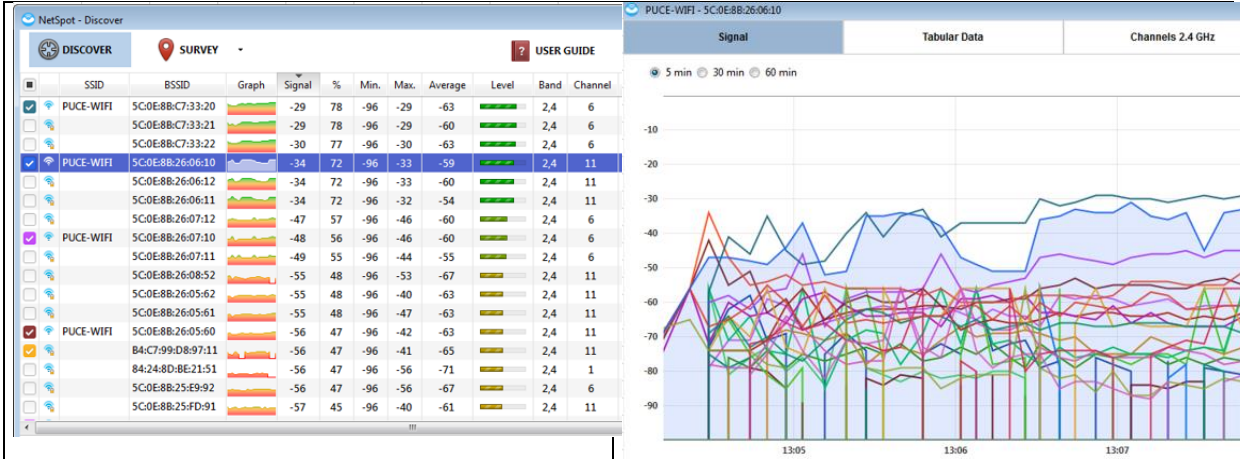 NetSpot - Discover
DISCOVER SURVEY USER GUIDE
SSID BSSID Graph Signal % Min. Max. Average Level Band Channel
PUCE-WIFI 5C:0E:8B:C7:33:20 -29 78 -96 -29 -63 2,4 6
5C:0E:8B:C7:33:21 -29 78 -96 -29 -60 2,4 6
5C:0E:8B:C7:33:22 -30 77 -96 -30 -63 2,4 6
PUCE-WIFI 5C:0E:8B:26:06:10 -34 72 -96 -33 -59 2,4 11
5C:0E:8B:26:06:12 -34 72 -96 -33 -60 2,4 11
5C:0E:8B:26:06:11 -34 72 -96 -32 -54 2,4 11
5C:0E:8B:26:07:12 -47 57 -96 -46 -60 2,4 6
PUCE-WIFI 5C:0E:8B:26:07:10 -48 56 -96 -46 -60 2,4 6
5C:0E:8B:26:07:11 -49 55 -96 -44 -55 2,4 6
5C:0E:8B:26:08:52 -55 48 -96 -53 -67 2,4 11
5C:0E:8B:26:05:62 -55 48 -96 -40 -63 2,4 11
5C:0E:8B:26:05:61 -55 48 -96 -47 -63 2,4 11
PUCE-WIFI 5C:0E:8B:26:05:60 -56 47 -96 -42 -63 2,4 11
B4:C7:99:D8:97:11 -56 47 -96 -41 -65 2,4 11
84:24:8D:BE:21:51 -56 47 -96 -56 -71 2,4 1
5C:0E:8B:25:E9:92 -56 47 -96 -56 -67 2,4 6
5C:0E:8B:25:FD:91 -57 45 -96 -40 -61 2,4 11
PUCE-WIFI - 5C:0E:8B:26:06:10
Signal Tabular Data Channels 2.4 GHz
5 min 30 min 60 min
-10
-20
-30
-40
-50
-60
-70
-80
-90
13:05 13:06 13:07